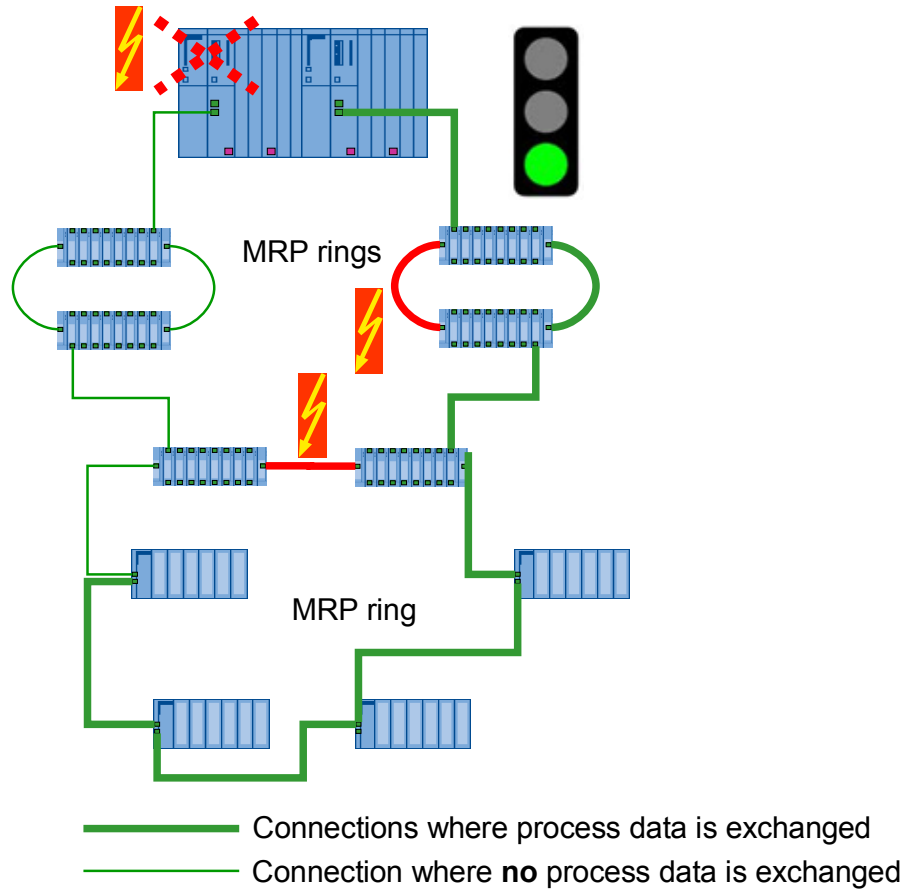 MRP rings
MRP ring
Connections where process data is exchanged
Connection where no process data is exchanged